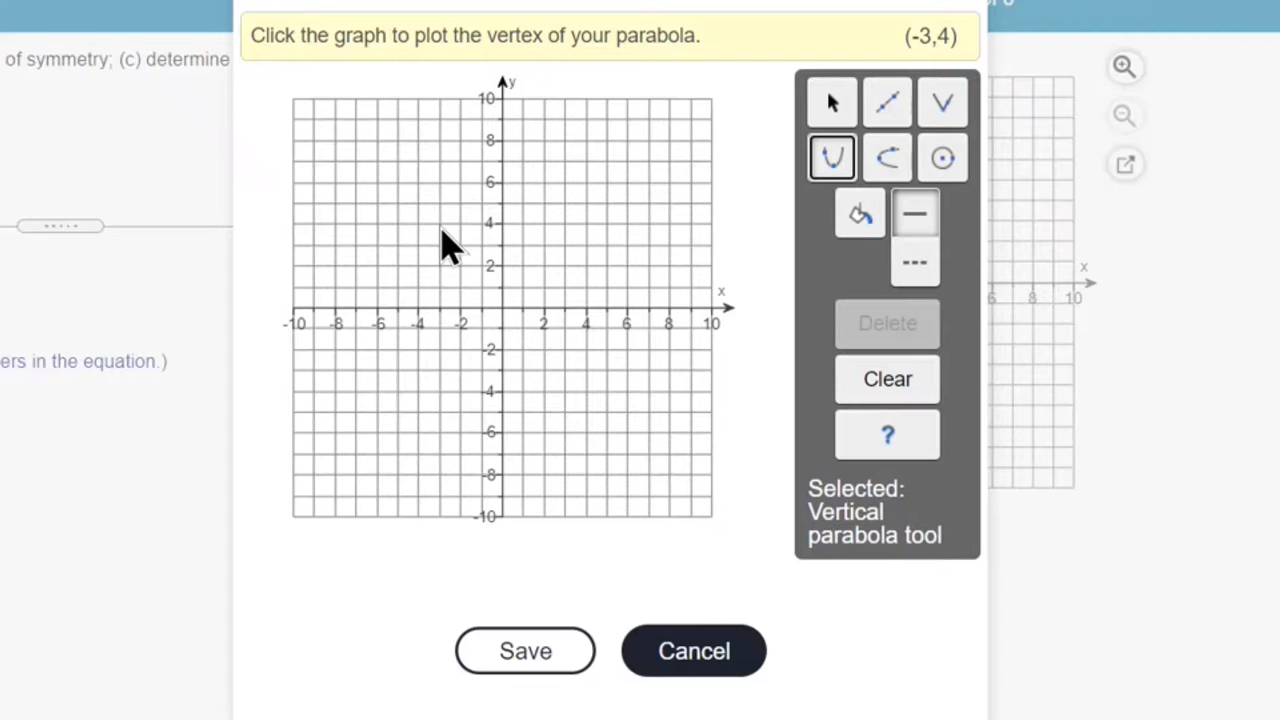 Click the graph to plot the vertex of your parabola. (-3,4)
of symmetry; (c) determine
y
10
8
6
4
2
x
-10 -8 -6 -4 -2 2 4 6 8 10
-2
-4
-6
-8
-10
x
6 8 10
ers in the equation.)
Delete
Clear
?
Selected:
Vertical
parabola tool
Save Cancel